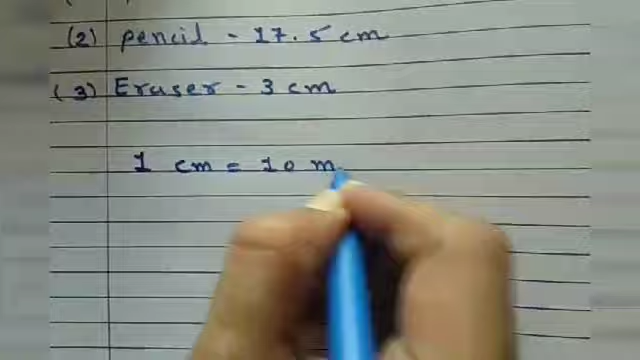 (2) pencil - 17.5 cm
(3) Eraser - 3 cm
1 cm = 10 m